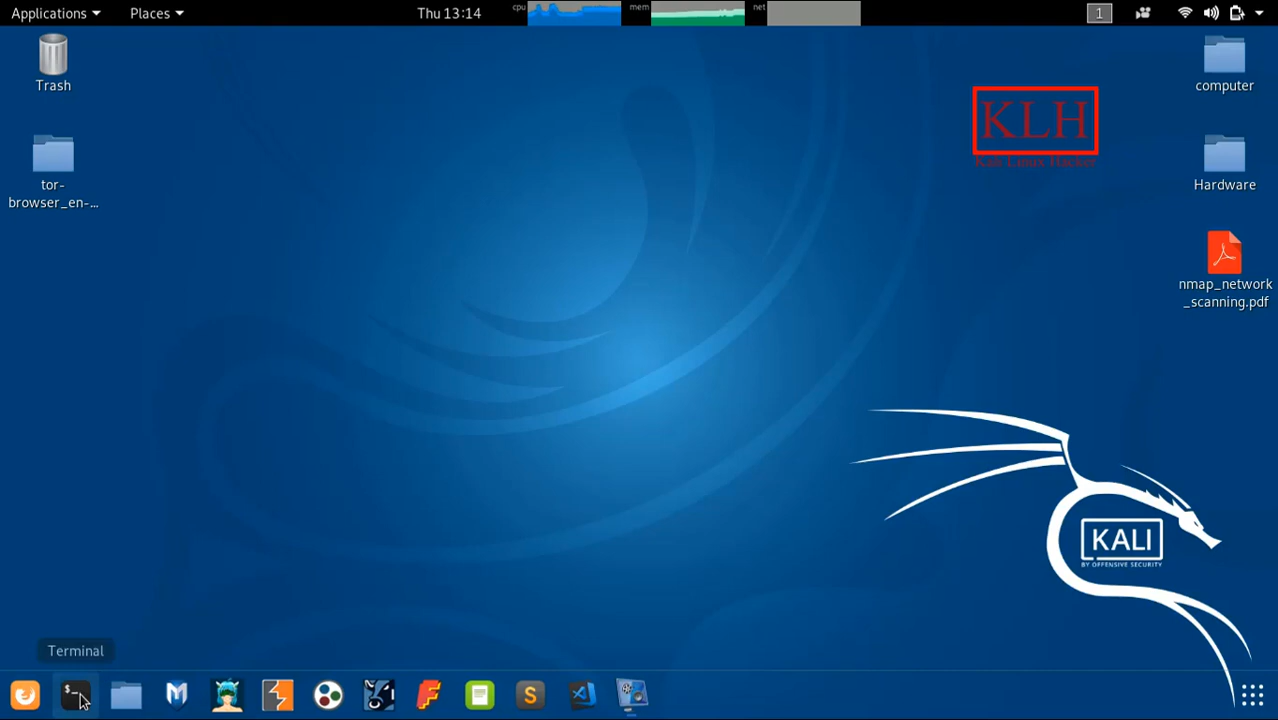 Applications Places Thu 13:14 cpu mem net 1
Trash
computer
KLH
Kali Linux Hacker
tor-
browser_en-...
Hardware
nmap_network
_scanning.pdf
KALI
BY OFFENSIVE SECURITY
Terminal
$_
S